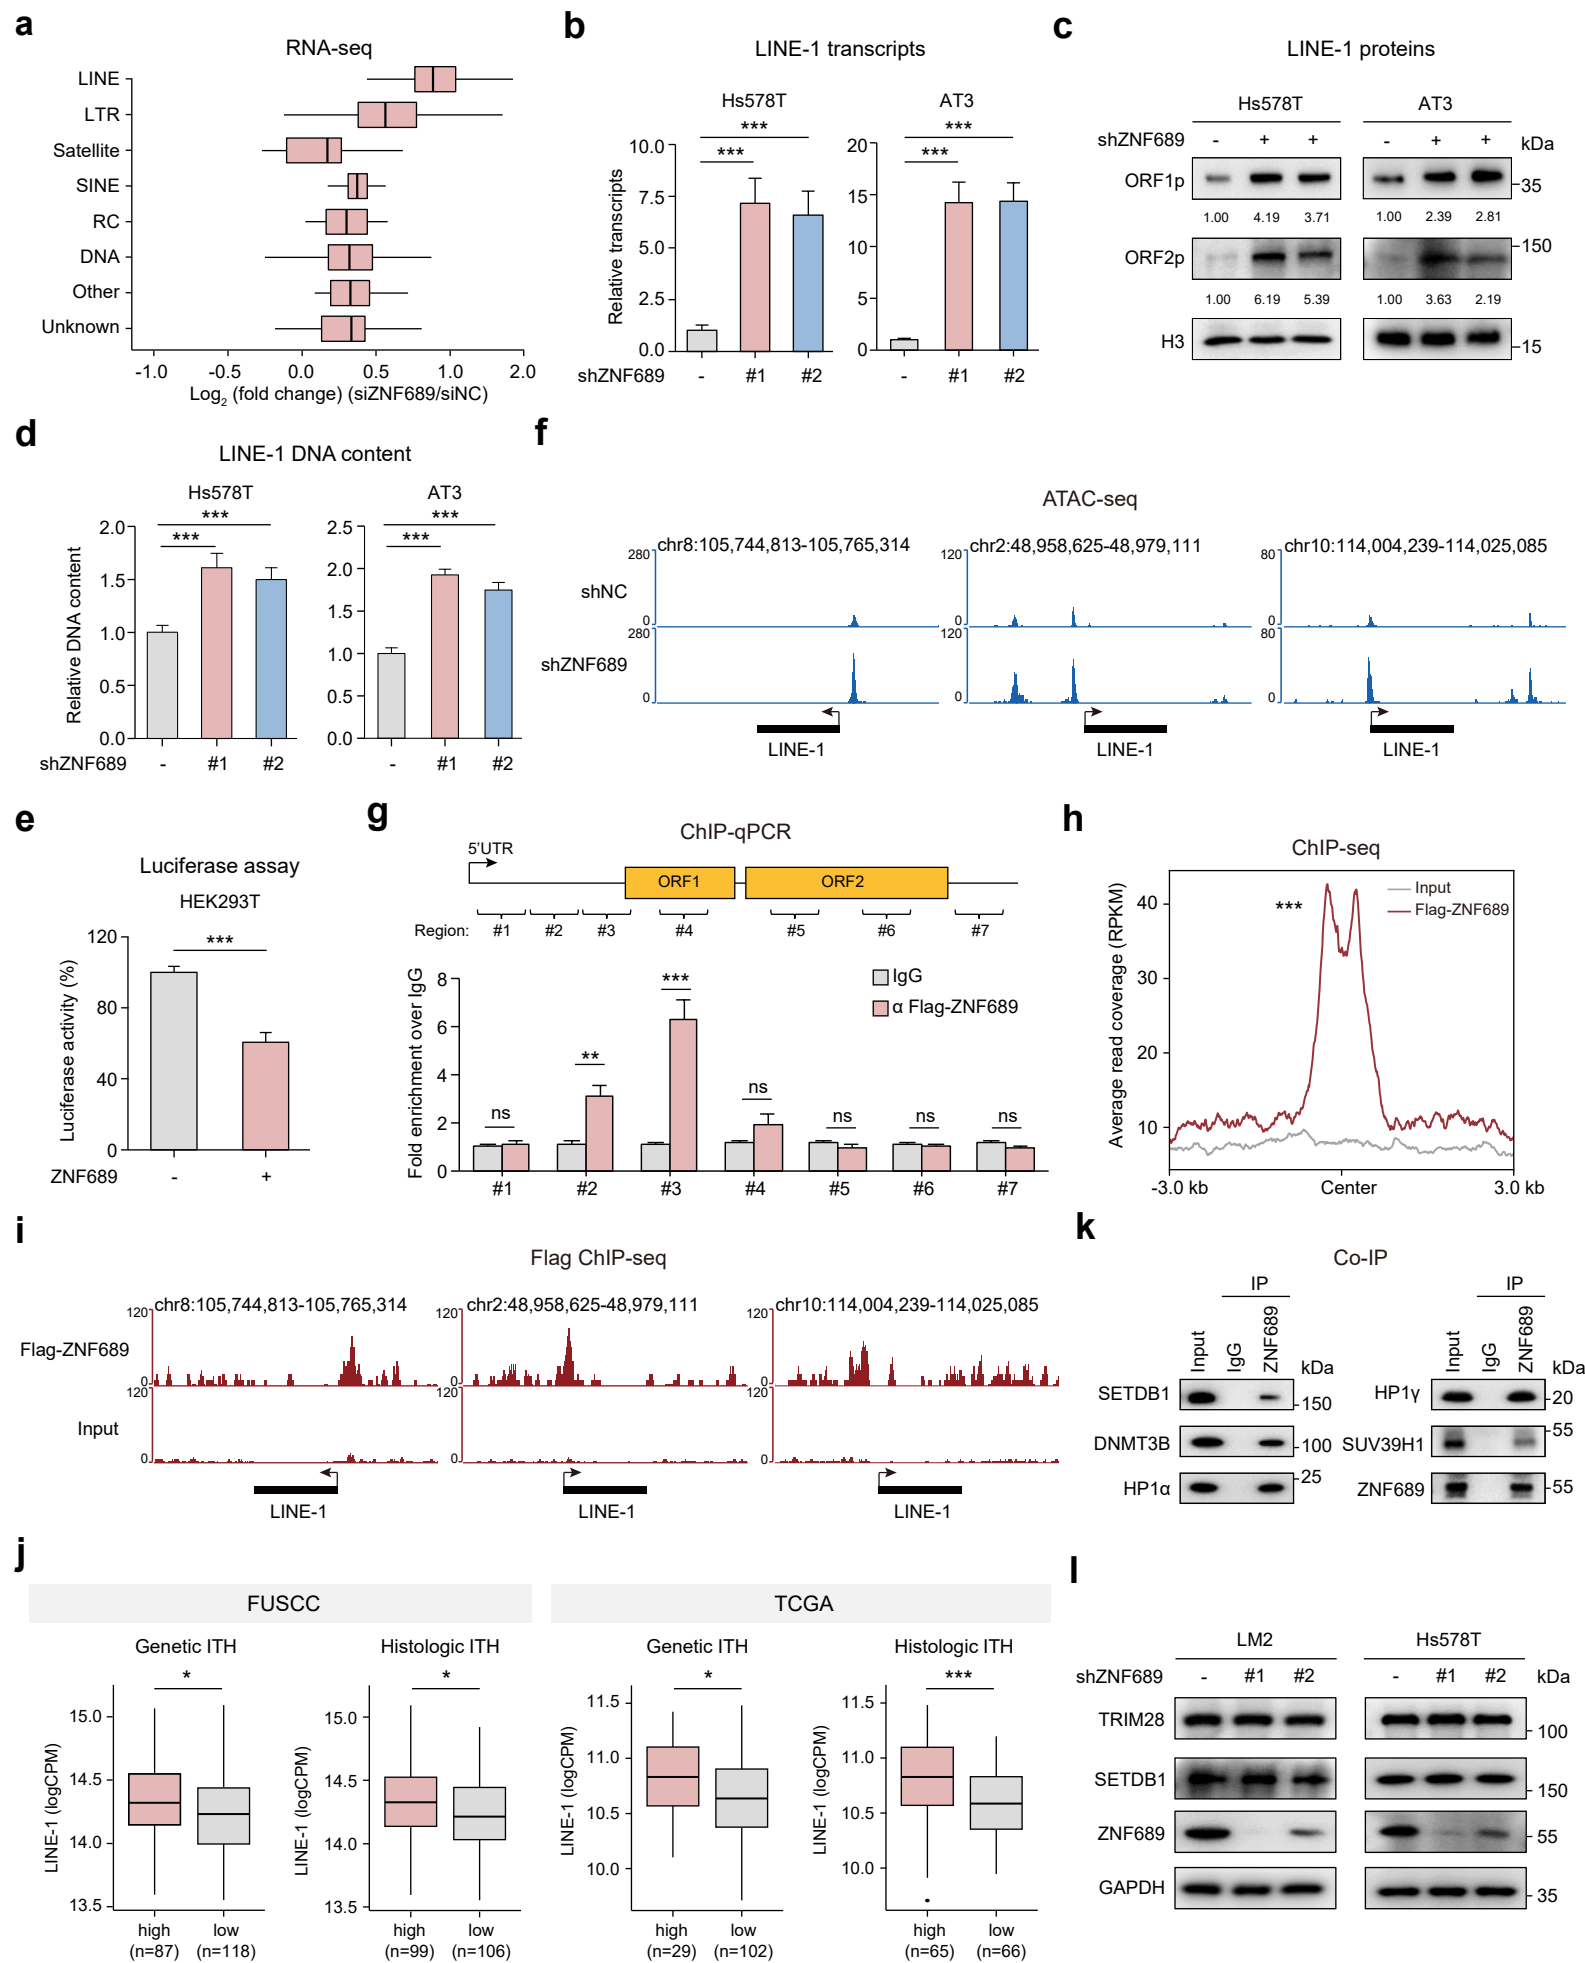 a
RNA-seq
LINE
LTR
Satellite
SINE
RC
DNA
Other
Unknown
-1.0 -0.5 0.0 0.5 1.0 2.0
Log2 (fold change) (siZNF689/siNC)
b
LINE-1 transcripts
Hs578T
AT3
Relative transcripts
10.0
7.5
5.0
2.5
0.0
*** ***
20
15
10
5
0
*** ***
shZNF689 - #1 #2 - #1 #2
c
LINE-1 proteins
Hs578T AT3
shZNF689 - + + - + + kDa
ORF1p 35
1.00 4.19 3.71 1.00 2.39 2.81
ORF2p 150
1.00 6.19 5.39 1.00 3.63 2.19
H3 15
d
LINE-1 DNA content
Hs578T AT3
Relative DNA content
2.0
1.5
1.0
0.5
0.0
*** ***
2.5
2.0
1.5
1.0
0.5
0.0
*** ***
shZNF689 - #1 #2 - #1 #2
f
ATAC-seq
chr8:105,744,813-105,765,314 chr2:48,958,625-48,979,111 chr10:114,004,239-114,025,085
shNC
280 0 120 0 80 0
shZNF689
280 0 120 0 80 0
LINE-1 LINE-1 LINE-1
e
Luciferase assay
HEK293T
Luciferase activity (%)
120
80
40
0
***
ZNF689 - +
g
ChIP-qPCR
5'UTR
ORF1 ORF2
Region: #1 #2 #3 #4 #5 #6 #7
Fold enrichment over IgG
8
6
4
2
0
IgG
α Flag-ZNF689
ns ** *** ns ns ns ns
#1 #2 #3 #4 #5 #6 #7
h
ChIP-seq
Average read coverage (RPKM)
40
30
20
10
***
Input
Flag-ZNF689
-3.0 kb Center 3.0 kb
i
Flag ChIP-seq
chr8:105,744,813-105,765,314 chr2:48,958,625-48,979,111 chr10:114,004,239-114,025,085
Flag-ZNF689
120 0 120 0 120 0
Input
120 0 120 0 120 0
LINE-1 LINE-1 LINE-1
k
Co-IP
IP IP
Input IgG ZNF689 kDa Input IgG ZNF689 kDa
SETDB1 150
DNMT3B 100
HP1α 25
HP1γ 20
SUV39H1 55
ZNF689 55
j
FUSCC TCGA
Genetic ITH Histologic ITH Genetic ITH Histologic ITH
* * * ***
LINE-1 (logCPM)
15.0
14.5
14.0
13.5
high low
(n=87) (n=118)
LINE-1 (logCPM)
15.0
14.5
14.0
13.5
high low
(n=99) (n=106)
LINE-1 (logCPM)
11.5
11.0
10.5
10.0
high low
(n=29) (n=102)
LINE-1 (logCPM)
11.5
11.0
10.5
10.0
high low
(n=65) (n=66)
l
LM2 Hs578T
shZNF689 - #1 #2 - #1 #2 kDa
TRIM28 100
SETDB1 150
ZNF689 55
GAPDH 35